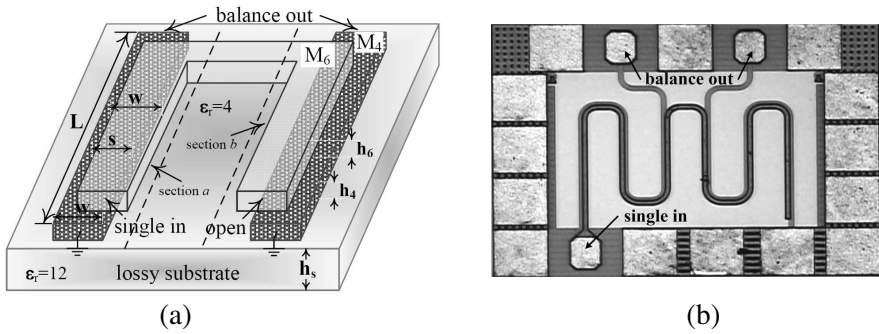 balance out
M₆
M₄
w
L
s
εᵣ=4
section b
h₆
section a
h₄
w
single in
open
εᵣ=12
lossy substrate
hₛ
(a)
(b)
balance out
single in